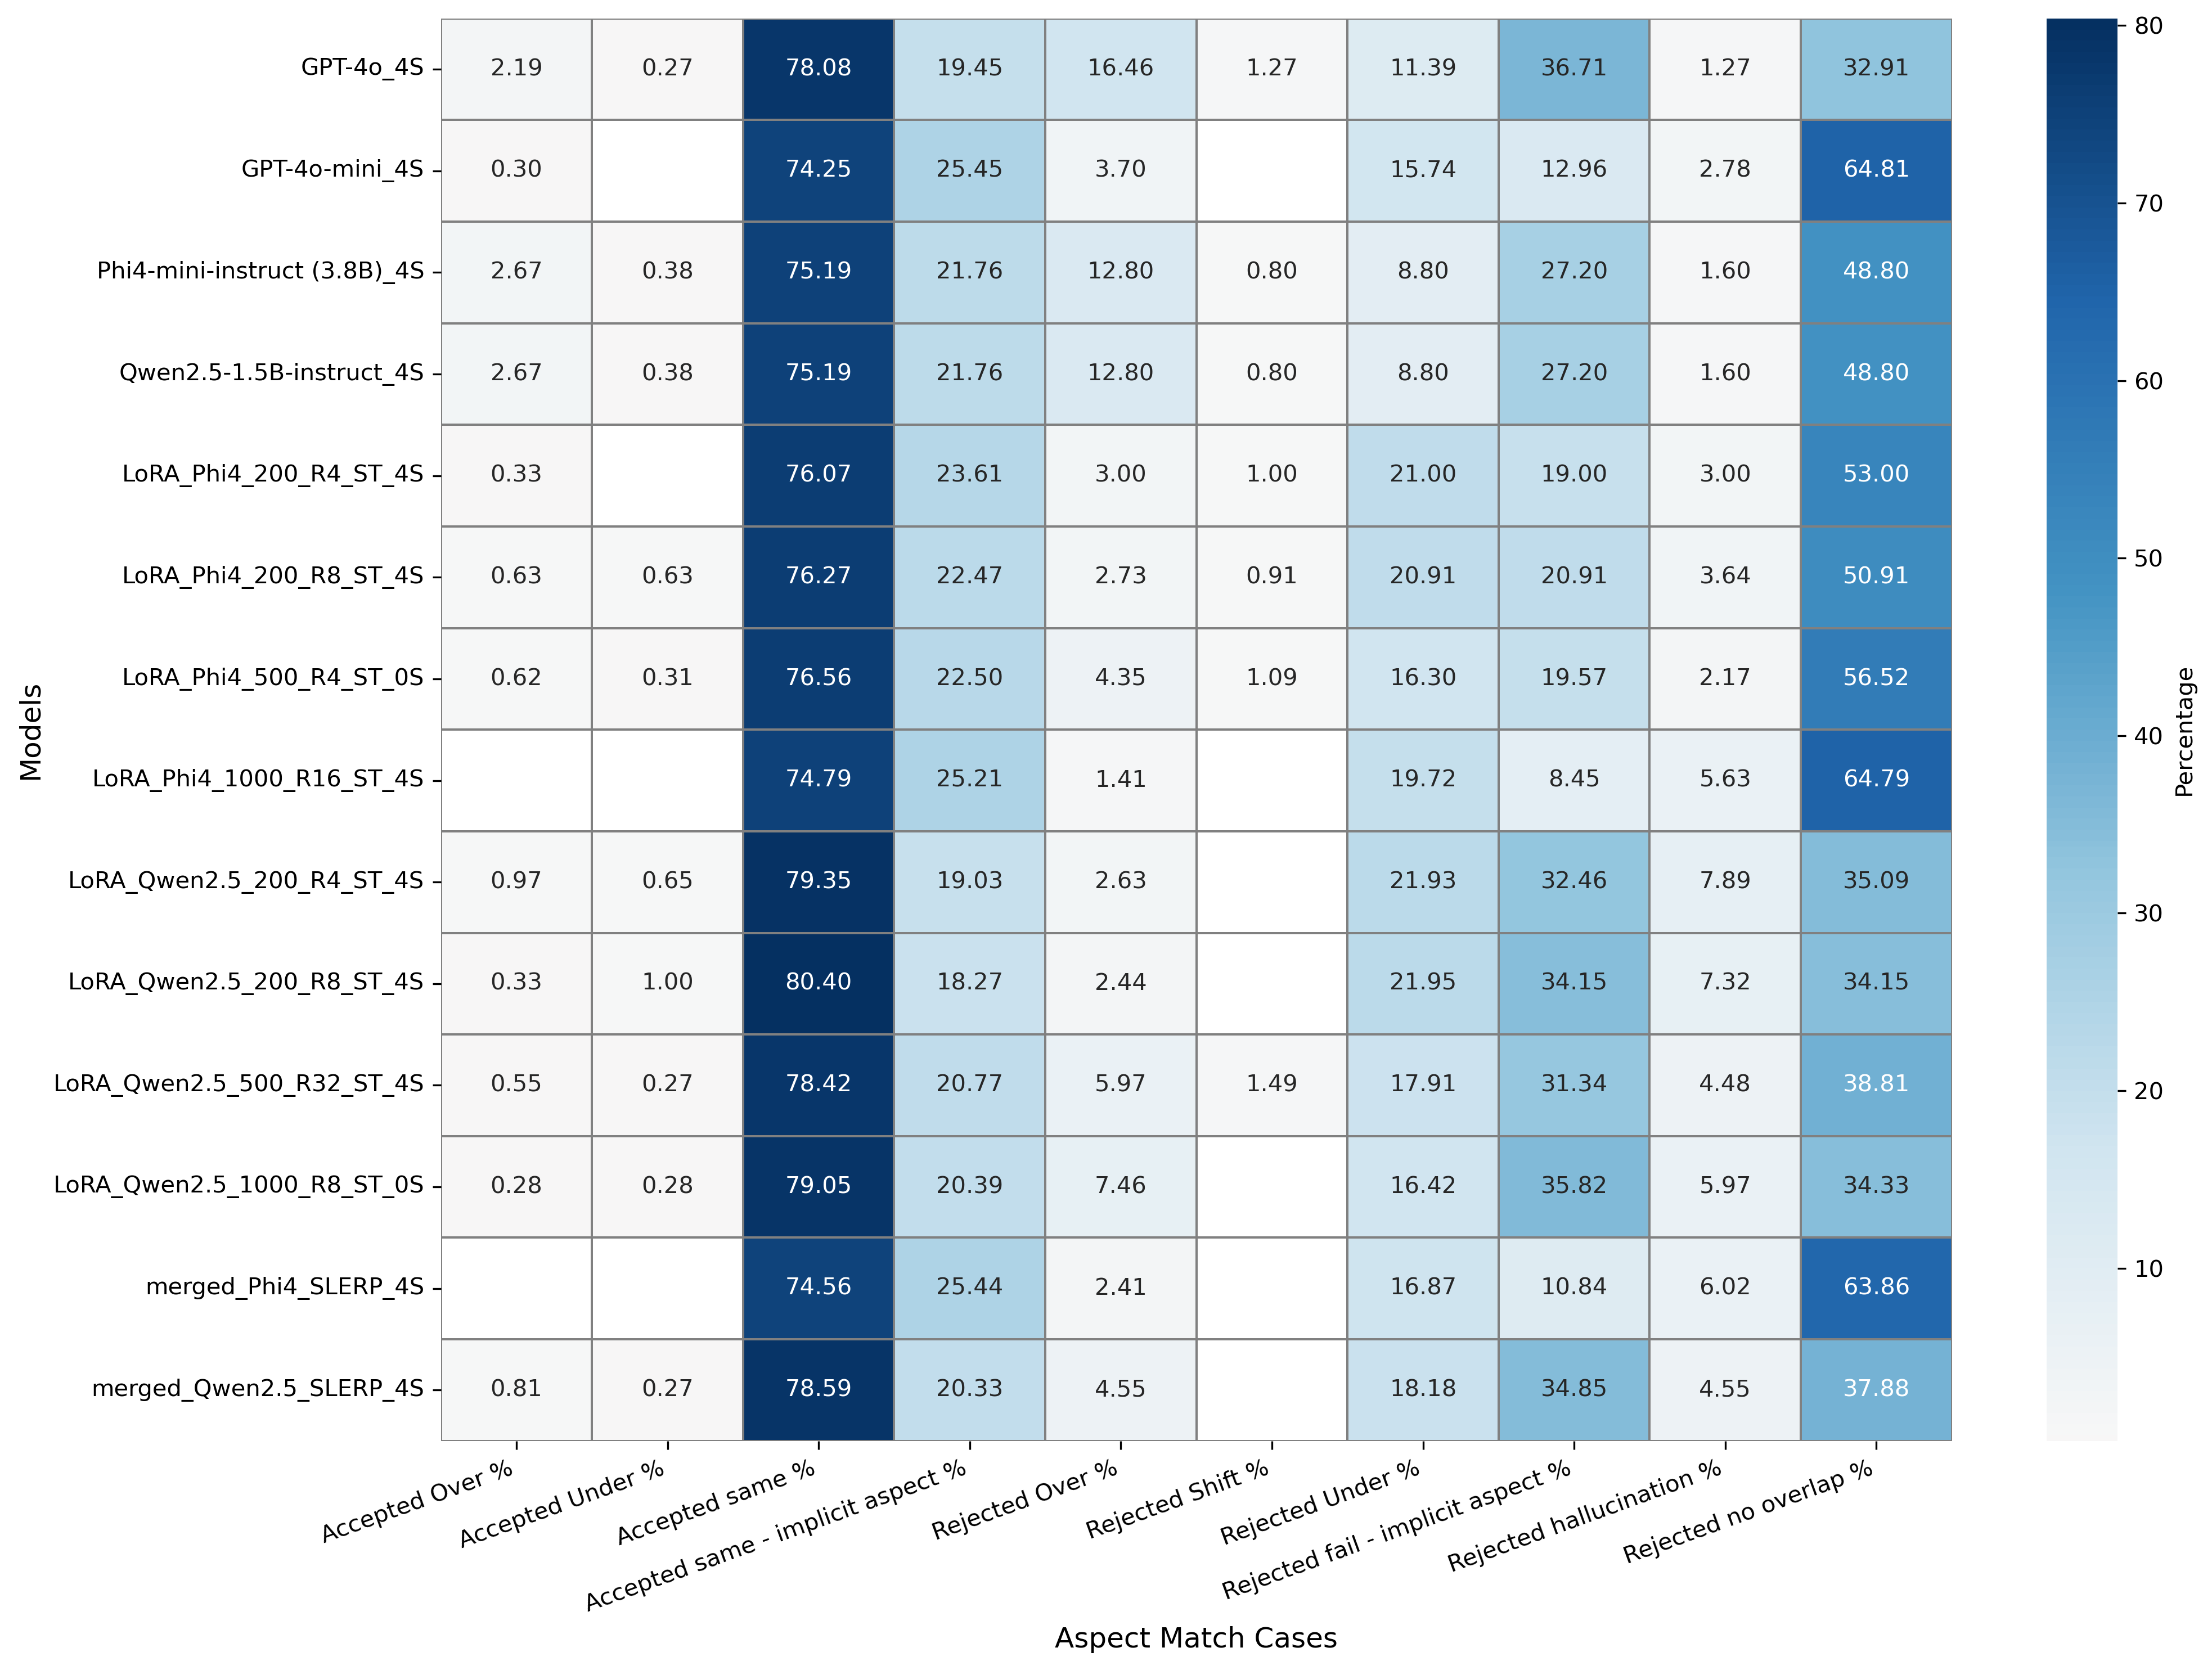 GPT-4o_4S 2.19 0.27 78.08 19.45 16.46 1.27 11.39 36.71 1.27 32.91
GPT-4o-mini_4S 0.30 74.25 25.45 3.70 15.74 12.96 2.78 64.81
Phi4-mini-instruct (3.8B)_4S 2.67 0.38 75.19 21.76 12.80 0.80 8.80 27.20 1.60 48.80
Qwen2.5-1.5B-instruct_4S 2.67 0.38 75.19 21.76 12.80 0.80 8.80 27.20 1.60 48.80
LoRA_Phi4_200_R4_ST_4S 0.33 76.07 23.61 3.00 1.00 21.00 19.00 3.00 53.00
LoRA_Phi4_200_R8_ST_4S 0.63 0.63 76.27 22.47 2.73 0.91 20.91 20.91 3.64 50.91
LoRA_Phi4_500_R4_ST_0S 0.62 0.31 76.56 22.50 4.35 1.09 16.30 19.57 2.17 56.52
LoRA_Phi4_1000_R16_ST_4S 74.79 25.21 1.41 19.72 8.45 5.63 64.79
LoRA_Qwen2.5_200_R4_ST_4S 0.97 0.65 79.35 19.03 2.63 21.93 32.46 7.89 35.09
LoRA_Qwen2.5_200_R8_ST_4S 0.33 1.00 80.40 18.27 2.44 21.95 34.15 7.32 34.15
LoRA_Qwen2.5_500_R32_ST_4S 0.55 0.27 78.42 20.77 5.97 1.49 17.91 31.34 4.48 38.81
LoRA_Qwen2.5_1000_R8_ST_0S 0.28 0.28 79.05 20.39 7.46 16.42 35.82 5.97 34.33
merged_Phi4_SLERP_4S 74.56 25.44 2.41 16.87 10.84 6.02 63.86
merged_Qwen2.5_SLERP_4S 0.81 0.27 78.59 20.33 4.55 18.18 34.85 4.55 37.88
Models
Accepted Over %
Accepted Under %
Accepted same %
Accepted same - implicit aspect %
Rejected Over %
Rejected Shift %
Rejected Under %
Rejected fail - implicit aspect %
Rejected hallucination %
Rejected no overlap %
Aspect Match Cases
80
70
60
50
40
30
20
10
Percentage